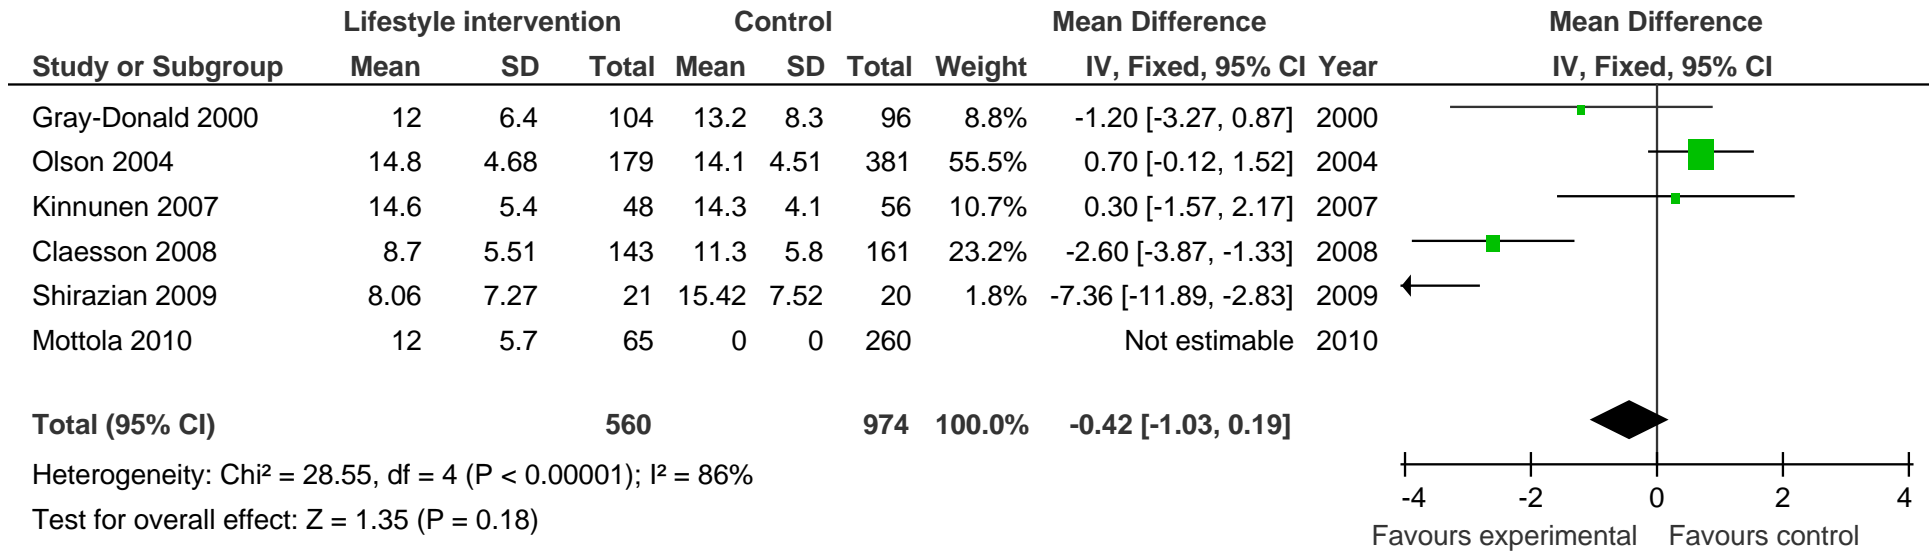 Lifestyle intervention Control Mean Difference Mean Difference
Study or Subgroup Mean SD Total Mean SD Total Weight IV, Fixed, 95% CI Year IV, Fixed, 95% CI
Gray-Donald 2000 12 6.4 104 13.2 8.3 96 8.8% -1.20 [-3.27, 0.87] 2000
Olson 2004 14.8 4.68 179 14.1 4.51 381 55.5% 0.70 [-0.12, 1.52] 2004
Kinnunen 2007 14.6 5.4 48 14.3 4.1 56 10.7% 0.30 [-1.57, 2.17] 2007
Claesson 2008 8.7 5.51 143 11.3 5.8 161 23.2% -2.60 [-3.87, -1.33] 2008
Shirazian 2009 8.06 7.27 21 15.42 7.52 20 1.8% -7.36 [-11.89, -2.83] 2009
Mottola 2010 12 5.7 65 0 0 260 Not estimable 2010
Total (95% CI) 560 974 100.0% -0.42 [-1.03, 0.19]
Heterogeneity: Chi² = 28.55, df = 4 (P < 0.00001); I² = 86%
Test for overall effect: Z = 1.35 (P = 0.18)
-4 -2 0 2 4
Favours experimental Favours control